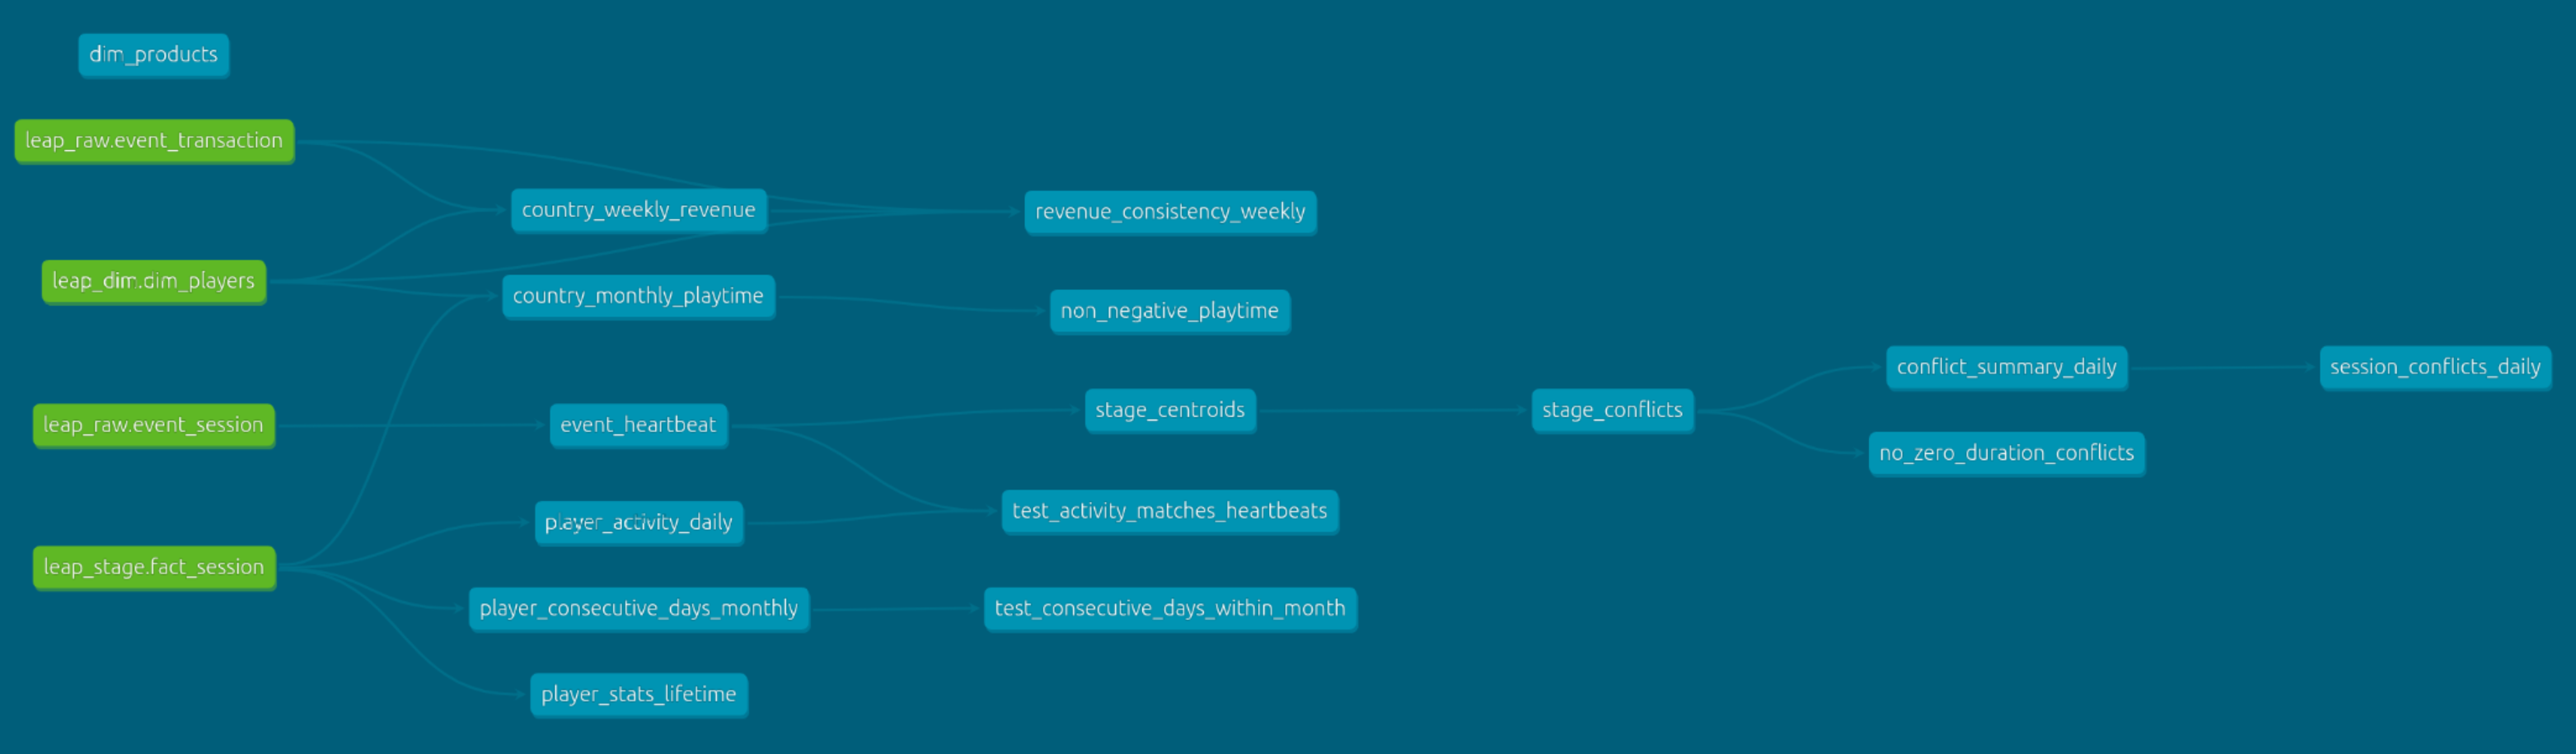 dim_products
leap_raw.event_transaction
country_weekly_revenue
revenue_consistency_weekly
leap_dim.dim_players
country_monthly_playtime
non_negative_playtime
conflict_summary_daily
session_conflicts_daily
leap_raw.event_session
event_heartbeat
stage_centroids
stage_conflicts
no_zero_duration_conflicts
player_activity_daily
test_activity_matches_heartbeats
leap_stage.fact_session
player_consecutive_days_monthly
test_consecutive_days_within_month
player_stats_lifetime